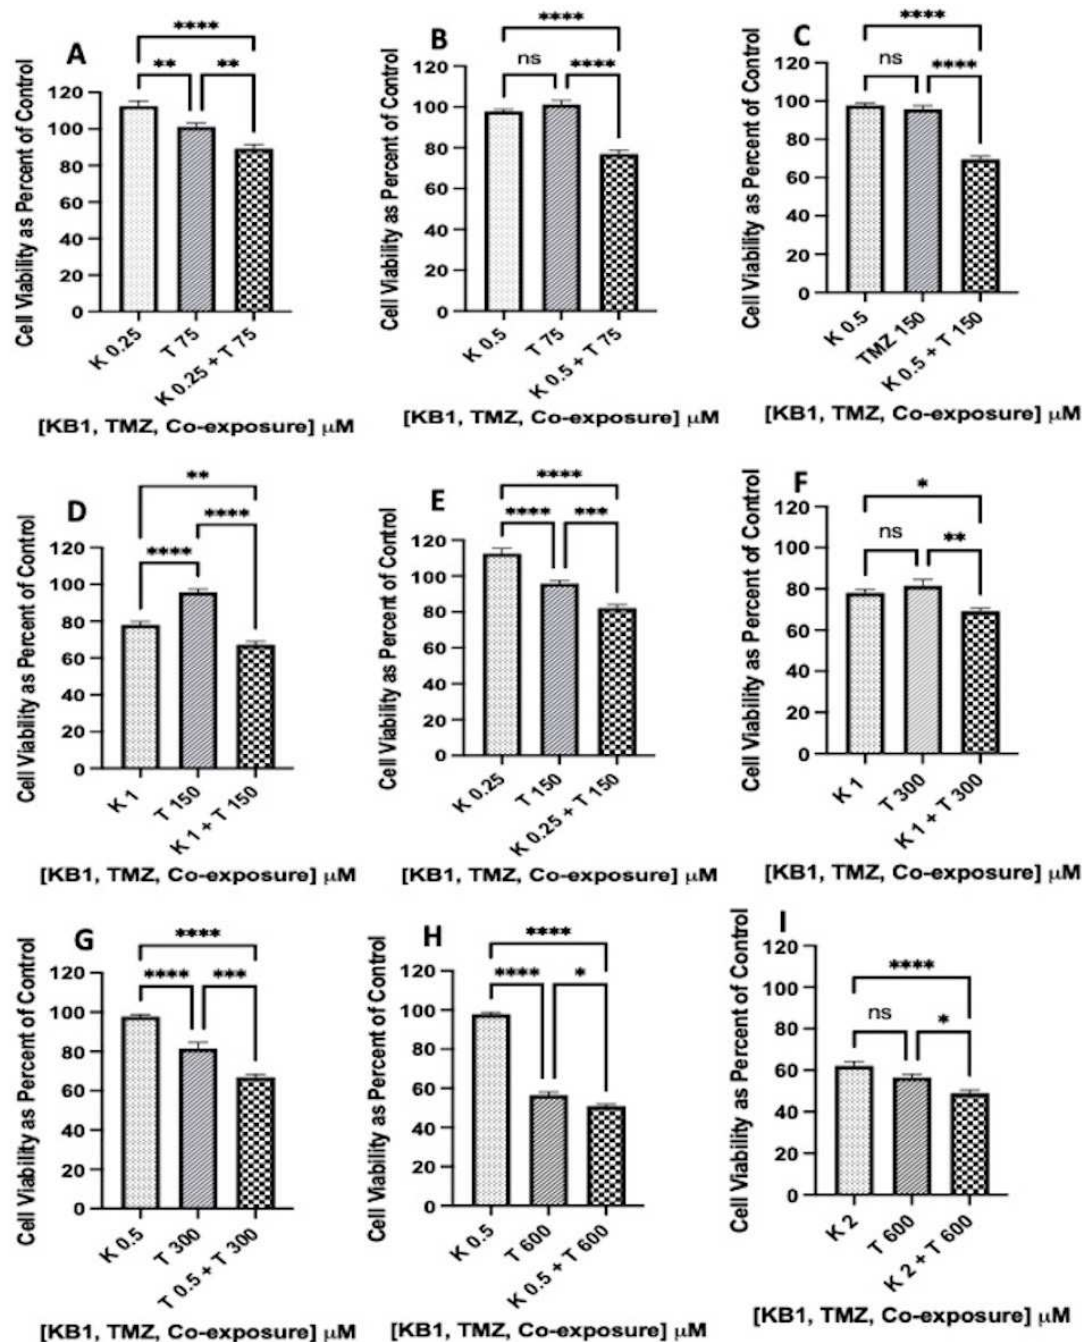 A
****
** **
Cell Viability as Percent of Control
120
100
80
60
40
20
0
K 0.25
T 75
K 0.25 + T 75
[KB1, TMZ, Co-exposure] μM
B
****
ns ****
Cell Viability as Percent of Control
120
100
80
60
40
20
0
K 0.5
T 75
K 0.5 + T 75
[KB1, TMZ, Co-exposure] μM
C
****
ns ****
Cell Viability as Percent of Control
120
100
80
60
40
20
0
K 0.5
TMZ 150
K 0.5 + T 150
[KB1, TMZ, Co-exposure] μM
D
**
****
****
Cell Viability as Percent of Control
120
100
80
60
40
20
0
K 1
T 150
K 1 + T 150
[KB1, TMZ, Co-exposure] μM
E
****
**** ***
Cell Viability as Percent of Control
120
100
80
60
40
20
0
K 0.25
T 150
K 0.25 + T 150
[KB1, TMZ, Co-exposure] μM
F
*
ns **
Cell Viability as Percent of Control
120
100
80
60
40
20
0
K 1
T 300
K 1 + T 300
[KB1, TMZ, Co-exposure] μM
G
****
**** ***
Cell Viability as Percent of Control
120
100
80
60
40
20
0
K 0.5
T 300
T 0.5 + T 300
[KB1, TMZ, Co-exposure] μM
H
****
**** *
Cell Viability as Percent of Control
120
100
80
60
40
20
0
K 0.5
T 600
K 0.5 + T 600
[KB1, TMZ, Co-exposure] μM
I
****
ns *
Cell Viability as Percent of Control
120
100
80
60
40
20
0
K 2
T 600
K 2 + T 600
[KB1, TMZ, Co-exposure] μM